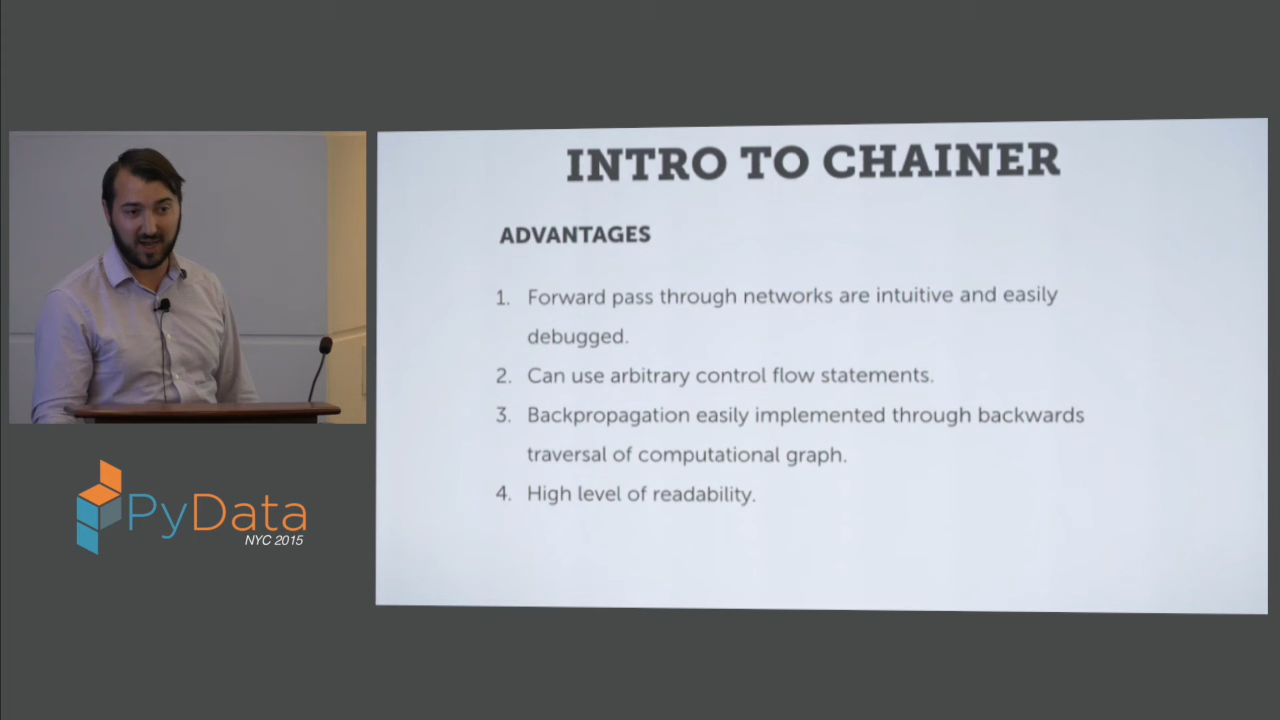 INTRO TO CHAINER
ADVANTAGES
1. Forward pass through networks are intuitive and easily
debugged.
2. Can use arbitrary control flow statements.
3. Backpropagation easily implemented through backwards
traversal of computational graph.
4. High level of readability.
PyData
NYC 2015